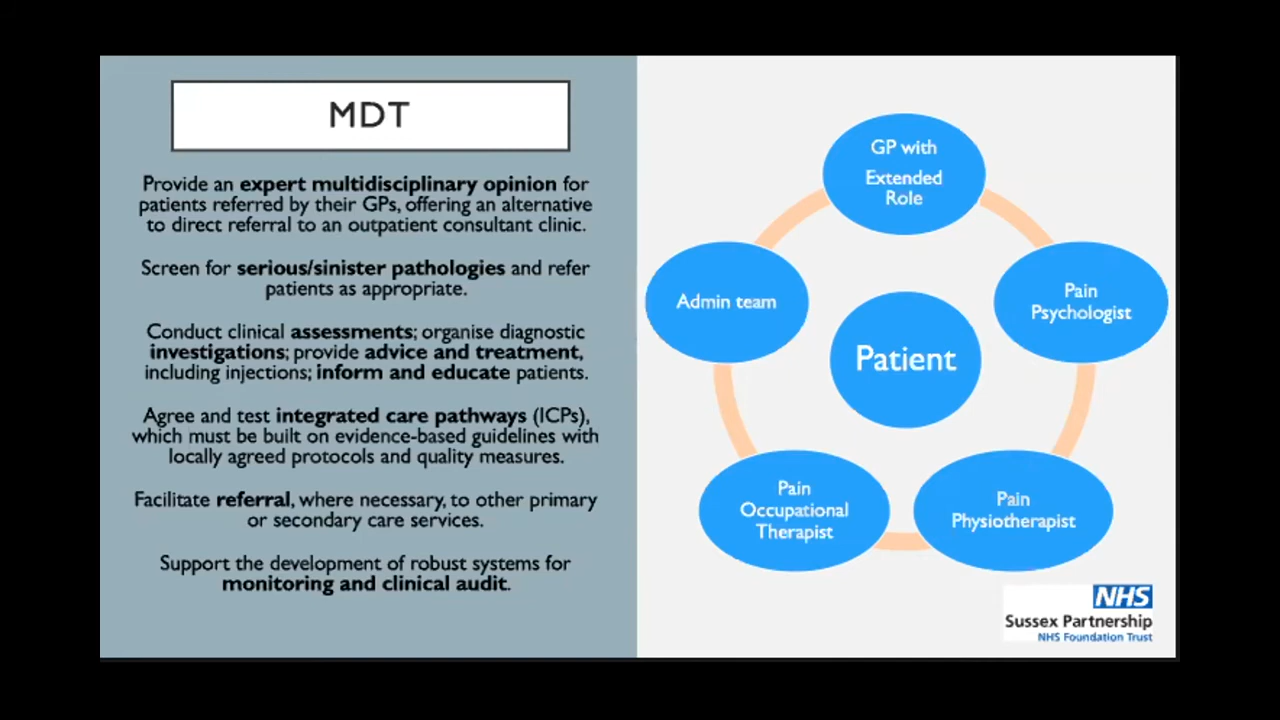 MDT
Provide an expert multidisciplinary opinion for
patients referred by their GPs, offering an alternative
to direct referral to an outpatient consultant clinic.
Screen for serious/sinister pathologies and refer
patients as appropriate.
Conduct clinical assessments; organise diagnostic
investigations; provide advice and treatment,
including injections; inform and educate patients.
Agree and test integrated care pathways (ICPs),
which must be built on evidence-based guidelines with
locally agreed protocols and quality measures.
Facilitate referral, where necessary, to other primary
or secondary care services.
Support the development of robust systems for
monitoring and clinical audit.
GP with
Extended
Role
Pain
Psychologist
Pain
Physiotherapist
Pain
Occupational
Therapist
Admin team
Patient
NHS
Sussex Partnership
NHS Foundation Trust